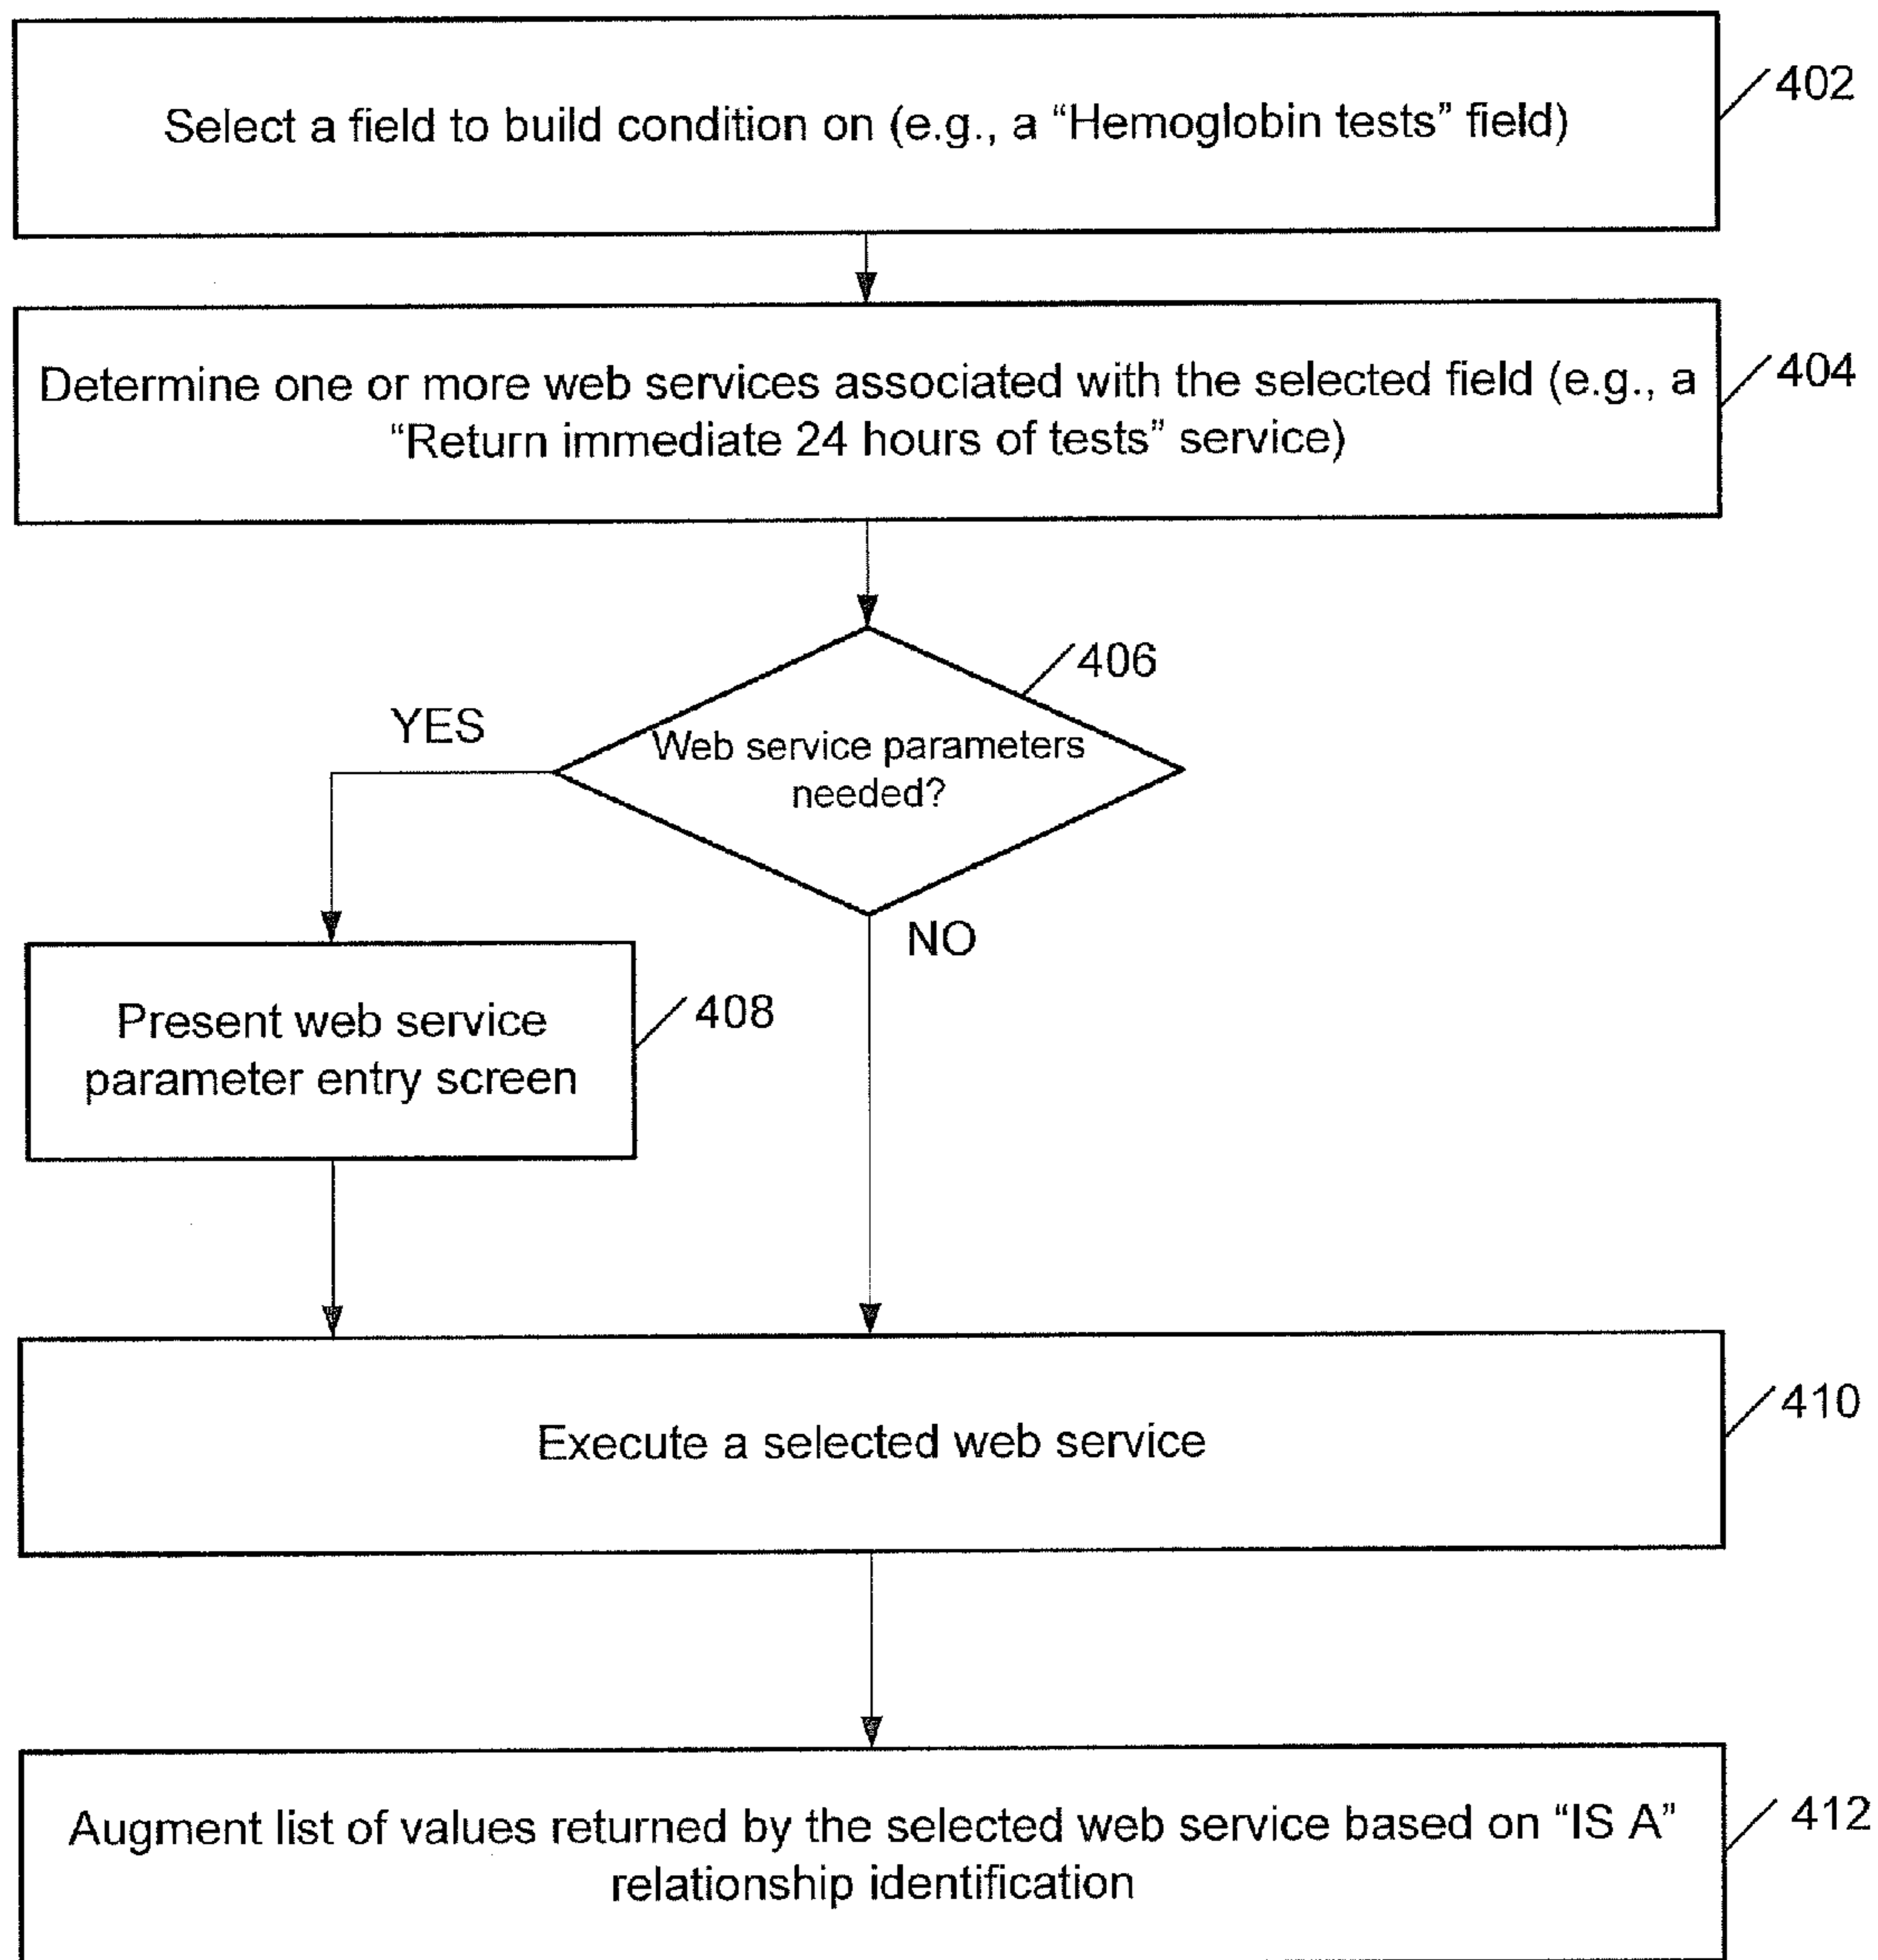 Select a field to build condition on (e.g., a “Hemoglobin tests” field)
402
Determine one or more web services associated with the selected field (e.g., a
“Return immediate 24 hours of tests” service)
404
406
YES
Web service parameters
needed?
NO
Present web service
parameter entry screen
408
Execute a selected web service
410
Augment list of values returned by the selected web service based on “IS A”
relationship identification
412